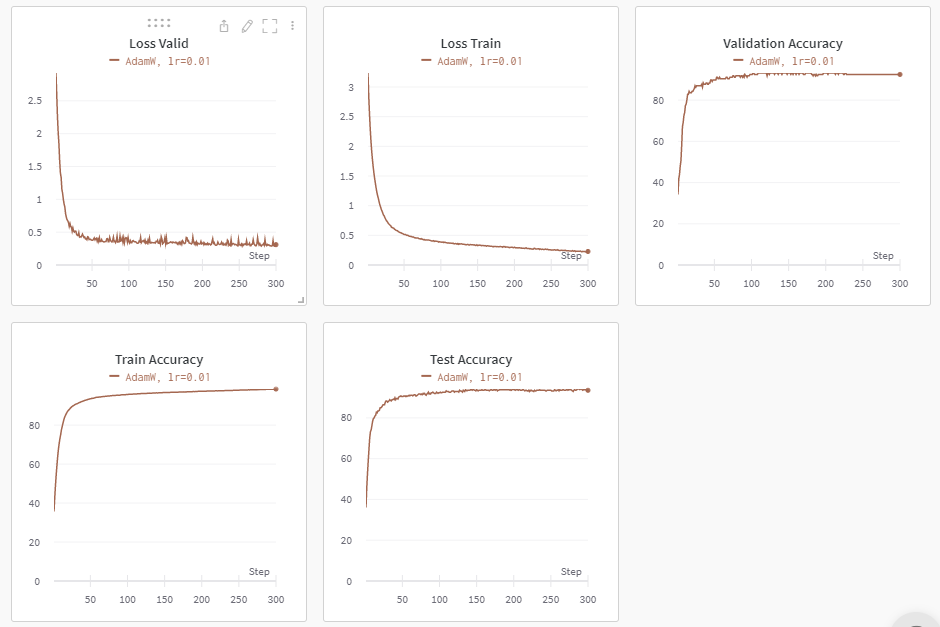 Loss Valid
AdamW, lr=0.01
2.5
2
1.5
1
0.5
0
Step
50 100 150 200 250 300
Loss Train
AdamW, lr=0.01
3
2.5
2
1.5
1
0.5
0
Step
50 100 150 200 250 300
Validation Accuracy
AdamW, lr=0.01
80
60
40
20
0
Step
50 100 150 200 250 300
Train Accuracy
AdamW, lr=0.01
80
60
40
20
0
Step
50 100 150 200 250 300
Test Accuracy
AdamW, lr=0.01
80
60
40
20
0
Step
50 100 150 200 250 300